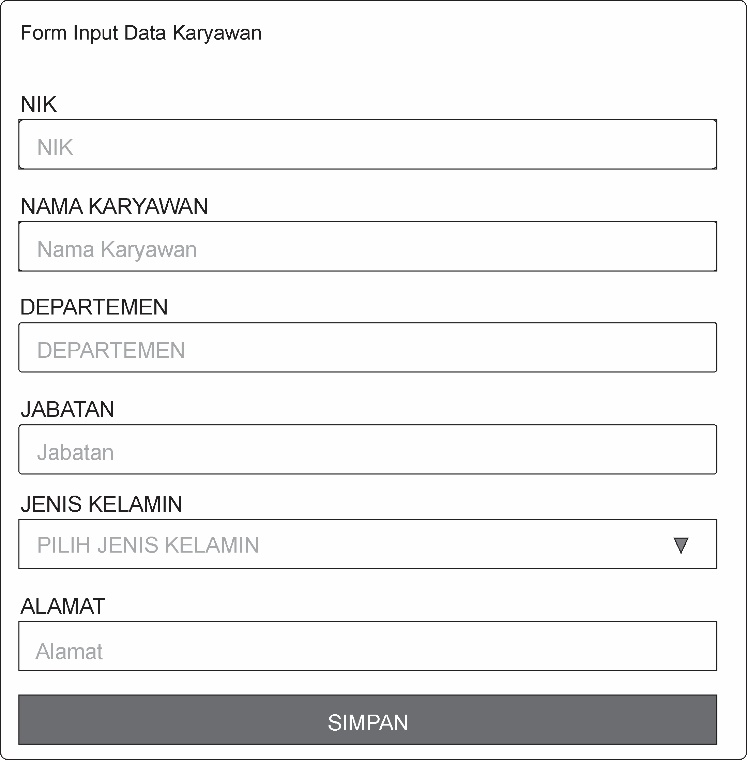 Form Input Data Karyawan
NIK
NIK
NAMA KARYAWAN
Nama Karyawan
DEPARTEMEN
DEPARTEMEN
JABATAN
Jabatan
JENIS KELAMIN
PILIH JENIS KELAMIN
ALAMAT
Alamat
SIMPAN